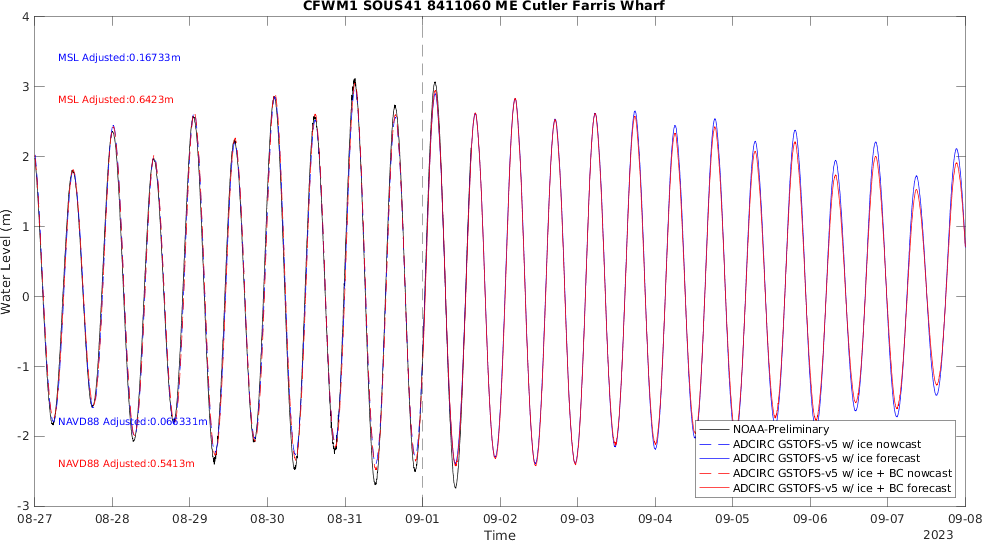 CFWM1 SOUS41 8411060 ME Cutler Farris Wharf
4
3
2
1
0
-1
-2
-3
Water Level (m)
MSL Adjusted:0.16733m
MSL Adjusted:0.6423m
NAVD88 Adjusted:0.066331m
NAVD88 Adjusted:0.5413m
NOAA-Preliminary
ADCIRC GSTOFS-v5 w/ ice nowcast
ADCIRC GSTOFS-v5 w/ ice forecast
ADCIRC GSTOFS-v5 w/ ice + BC nowcast
ADCIRC GSTOFS-v5 w/ ice + BC forecast
08-27 08-28 08-29 08-30 08-31 09-01 09-02 09-03 09-04 09-05 09-06 09-07 09-08
Time
2023